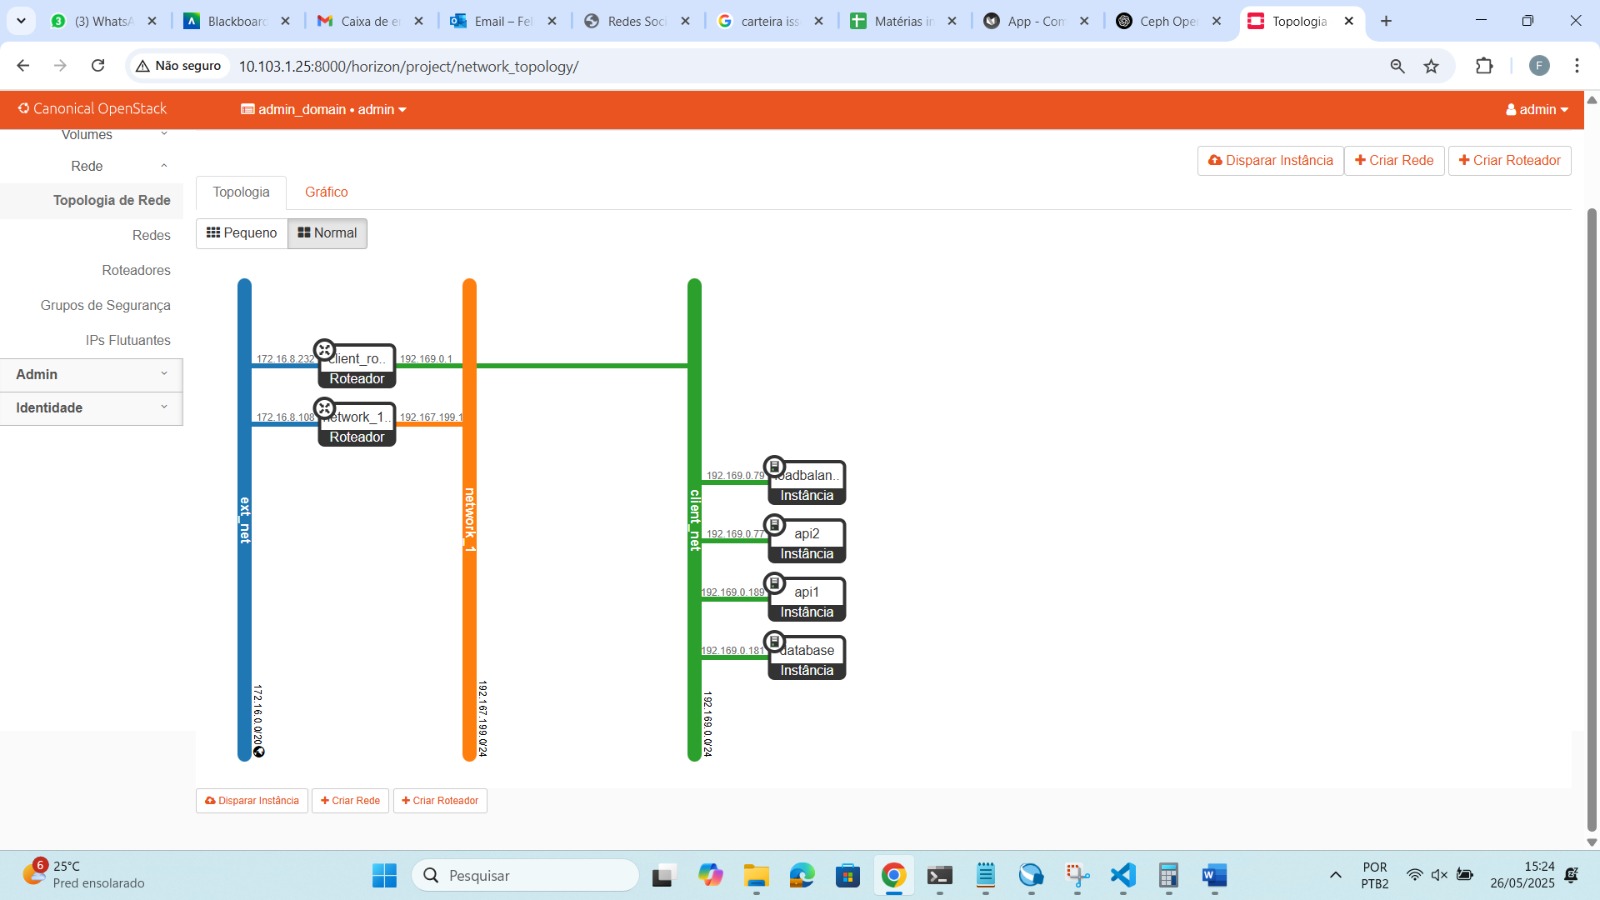 (3) WhatsA
Blackboard
Caixa de e
Email – Fel
Redes Soci
carteira iss
Matérias in
App - Com
Ceph Oper
Topologia
Não seguro
10.103.1.25:8000/horizon/project/network_topology/
F
Canonical OpenStack
admin_domain • admin
admin
Volumes
Rede
Topologia de Rede
Redes
Roteadores
Grupos de Segurança
IPs Flutuantes
Admin
Identidade
Disparar Instância
Criar Rede
Criar Roteador
Topologia
Gráfico
Pequeno
Normal
172.16.8.232
client_ro..
Roteador
192.169.0.1
172.16.8.108
network_1..
Roteador
192.167.199.1
ext_net
172.16.0.0/20
network_1
192.167.199.0/24
client_net
192.169.0.0/24
192.169.0.79
loadbalan..
Instância
192.169.0.77
api2
Instância
192.169.0.189
api1
Instância
192.169.0.181
database
Instância
Disparar Instância
Criar Rede
Criar Roteador
6
25°C
Pred ensolarado
Pesquisar
POR
PTB2
15:24
26/05/2025